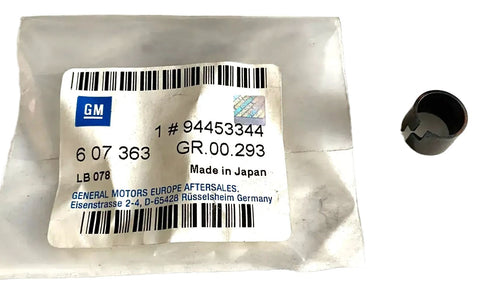 GM
1 # 94453344
6 07 363 GR.00.293
LB 078 Made in Japan
GENERAL MOTORS EUROPE AFTERSALES.
Eisenstrasse 2-4, D-65428 Rüsselsheim Germany